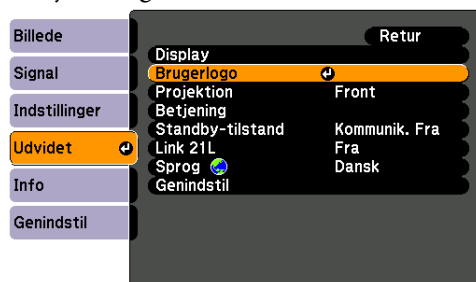 Billede
Signal
Indstillinger
Udvidet
Info
Genindstil
Retur
Display
Brugerlogo
Projektion Front
Betjening
Standby-tilstand Kommunik. Fra
Link 21L Fra
Sprog Dansk
Genindstil